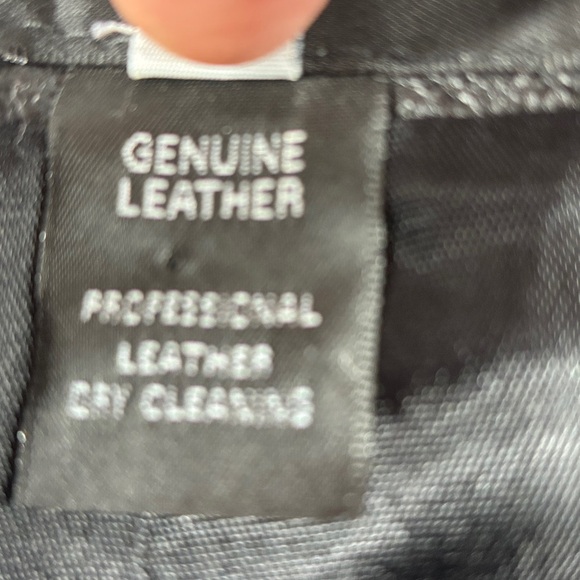 GENUINE
LEATHER
PROFESSIONAL
LEATHER
DRY CLEANING